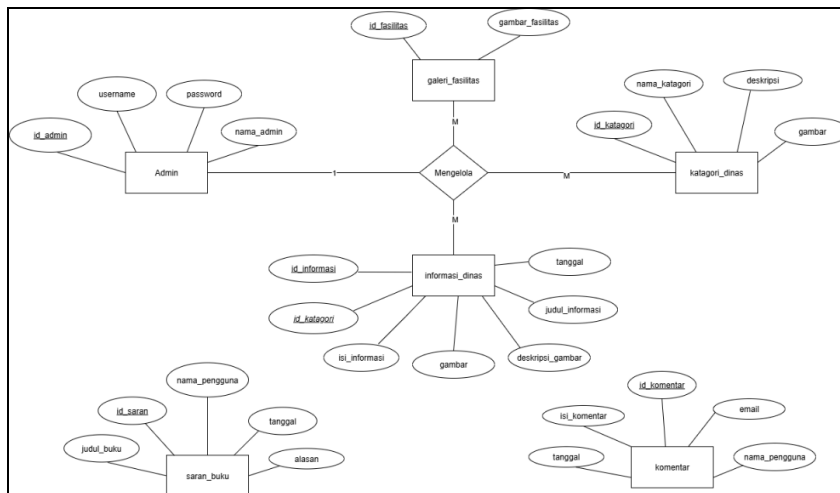 id_fasilitas
gambar_fasilitas
galeri_fasilitas
username
password
id_admin
nama_admin
Admin
nama_katagori
deskripsi
id_katagori
gambar
katagori_dinas
M
1
Mengelola
M
M
id_informasi
tanggal
informasi_dinas
id_katagori
judul_informasi
isi_informasi
gambar
deskripsi_gambar
nama_pengguna
id_saran
tanggal
judul_buku
alasan
saran_buku
id_komentar
isi_komentar
email
tanggal
nama_pengguna
komentar